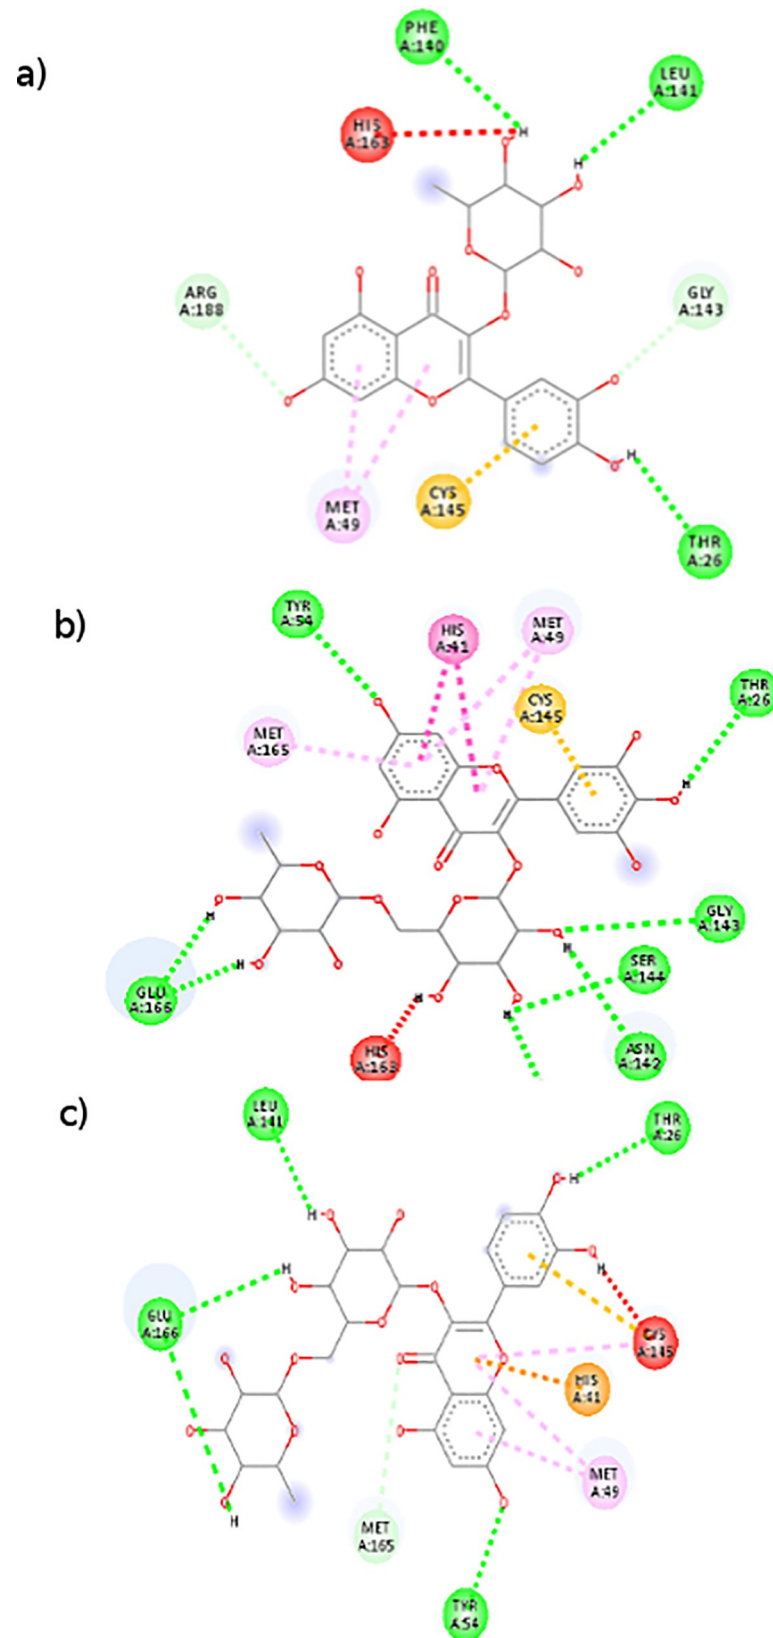 a)
PHE
A:140
LEU
A:141
HIS
A:163
H
O
H
O
O
O
O
O
O
ARG
A:188
GLY
A:143
O
O
O
O
H
MET
A:49
CYS
A:145
THR
A:26
b)
TYR
A:54
HIS
A:41
MET
A:49
CYS
A:145
THR
A:26
MET
A:165
O
O
O
H
O
O
O
O
O
O
O
O
O
H
H
O
O
O
H
GLY
A:143
SER
A:144
GLU
A:166
H
O
O
H
HIS
A:163
ASN
A:142
c)
LEU
A:141
THR
A:26
O
H
H
O
O
O
H
H
O
O
O
O
GLU
A:166
O
O
O
O
CYS
A:145
HIS
A:41
O
O
O
MET
A:49
O
H
O
MET
A:165
TYR
A:54